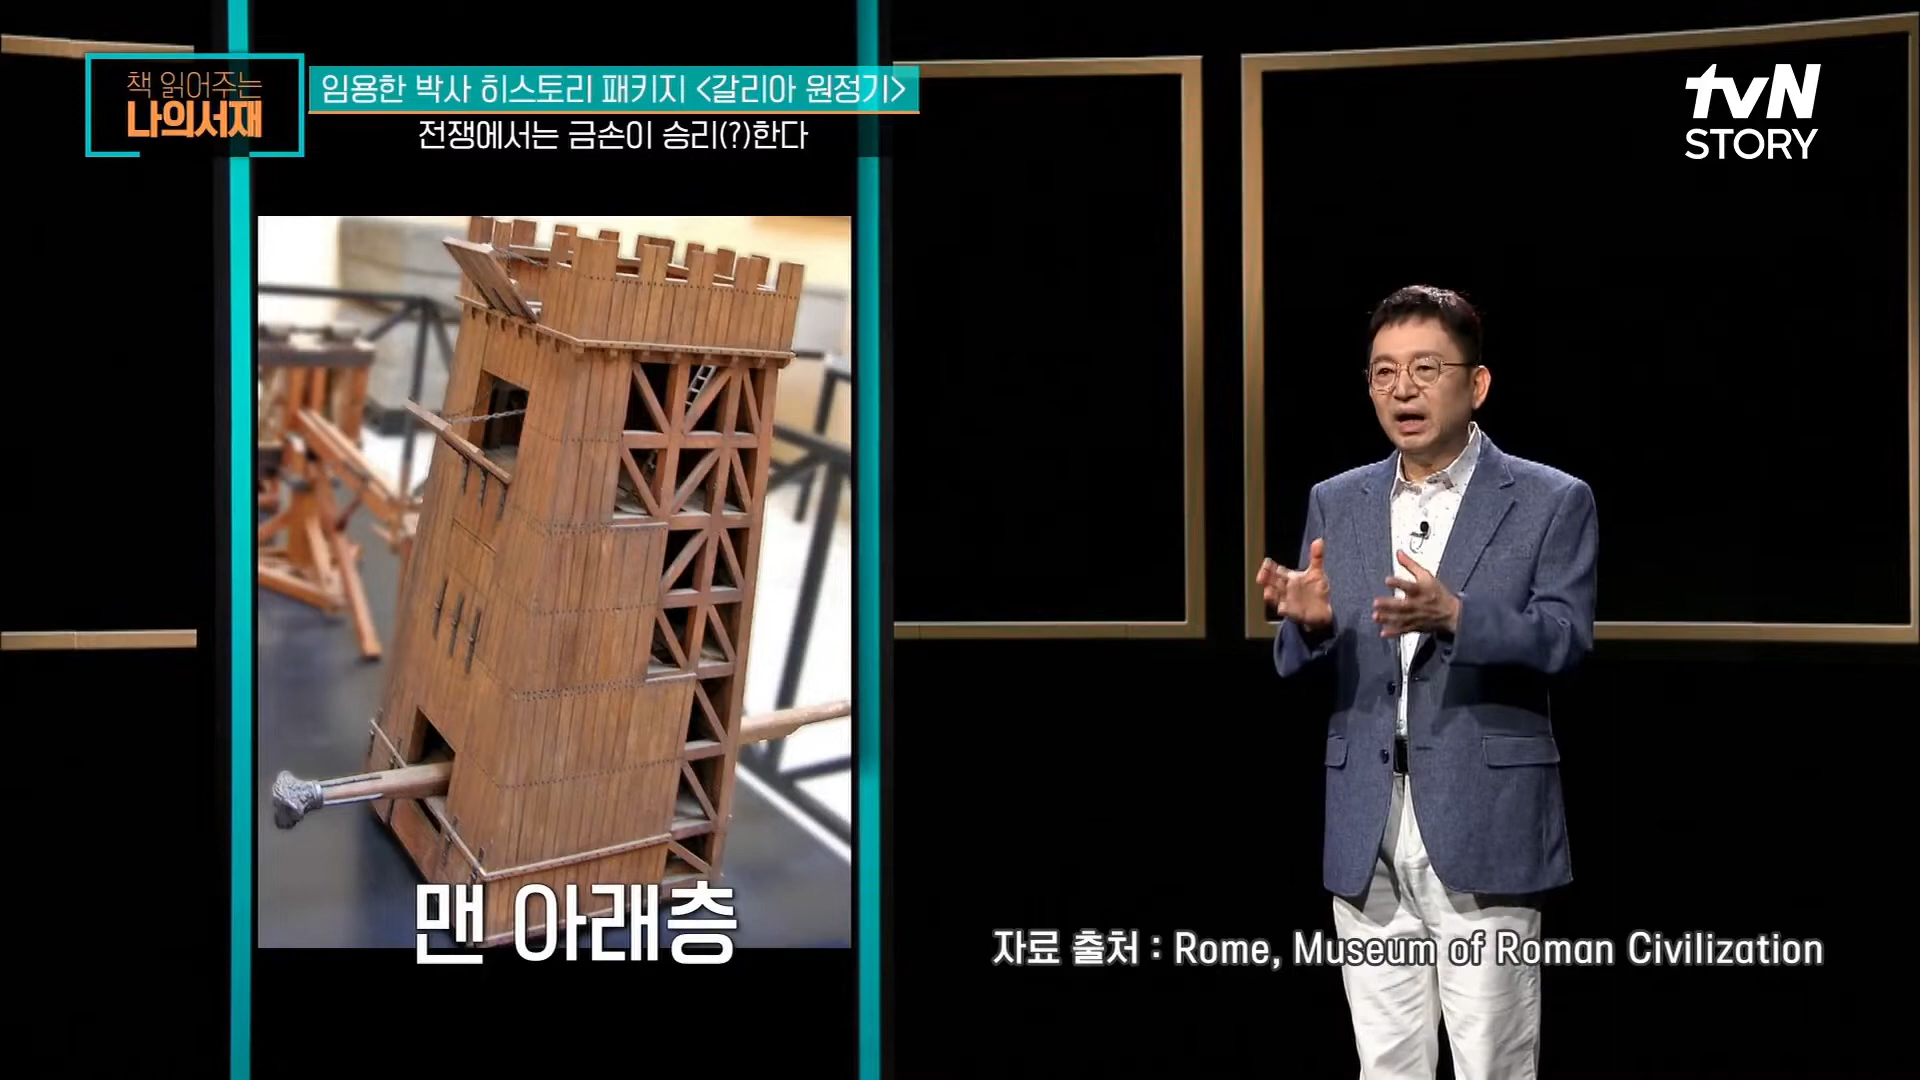 책 읽어주는
나의서재
임용한 박사 히스토리 패키지 <갈리아 원정기>
전쟁에서는 금손이 승리(?)한다
tvN
STORY
맨 아래층
자료 출처 : Rome, Museum of Roman Civilization